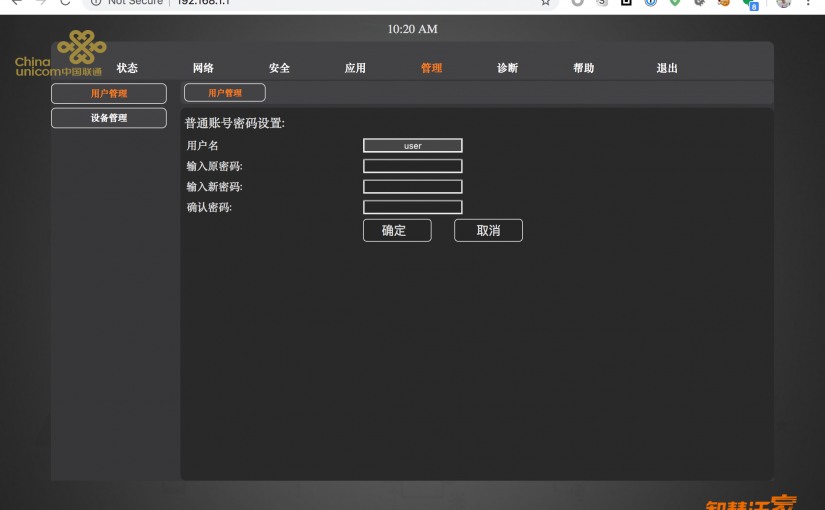 Not Secure | 192.168.1.1
8
10:20 AM
China
unicom中国联通
状态 网络 安全 应用 管理 诊断 帮助 退出
用户管理 用户管理
设备管理
普通账号密码设置:
用户名 user
输入原密码:
输入新密码:
确认密码:
确定 取消
智慧沃家